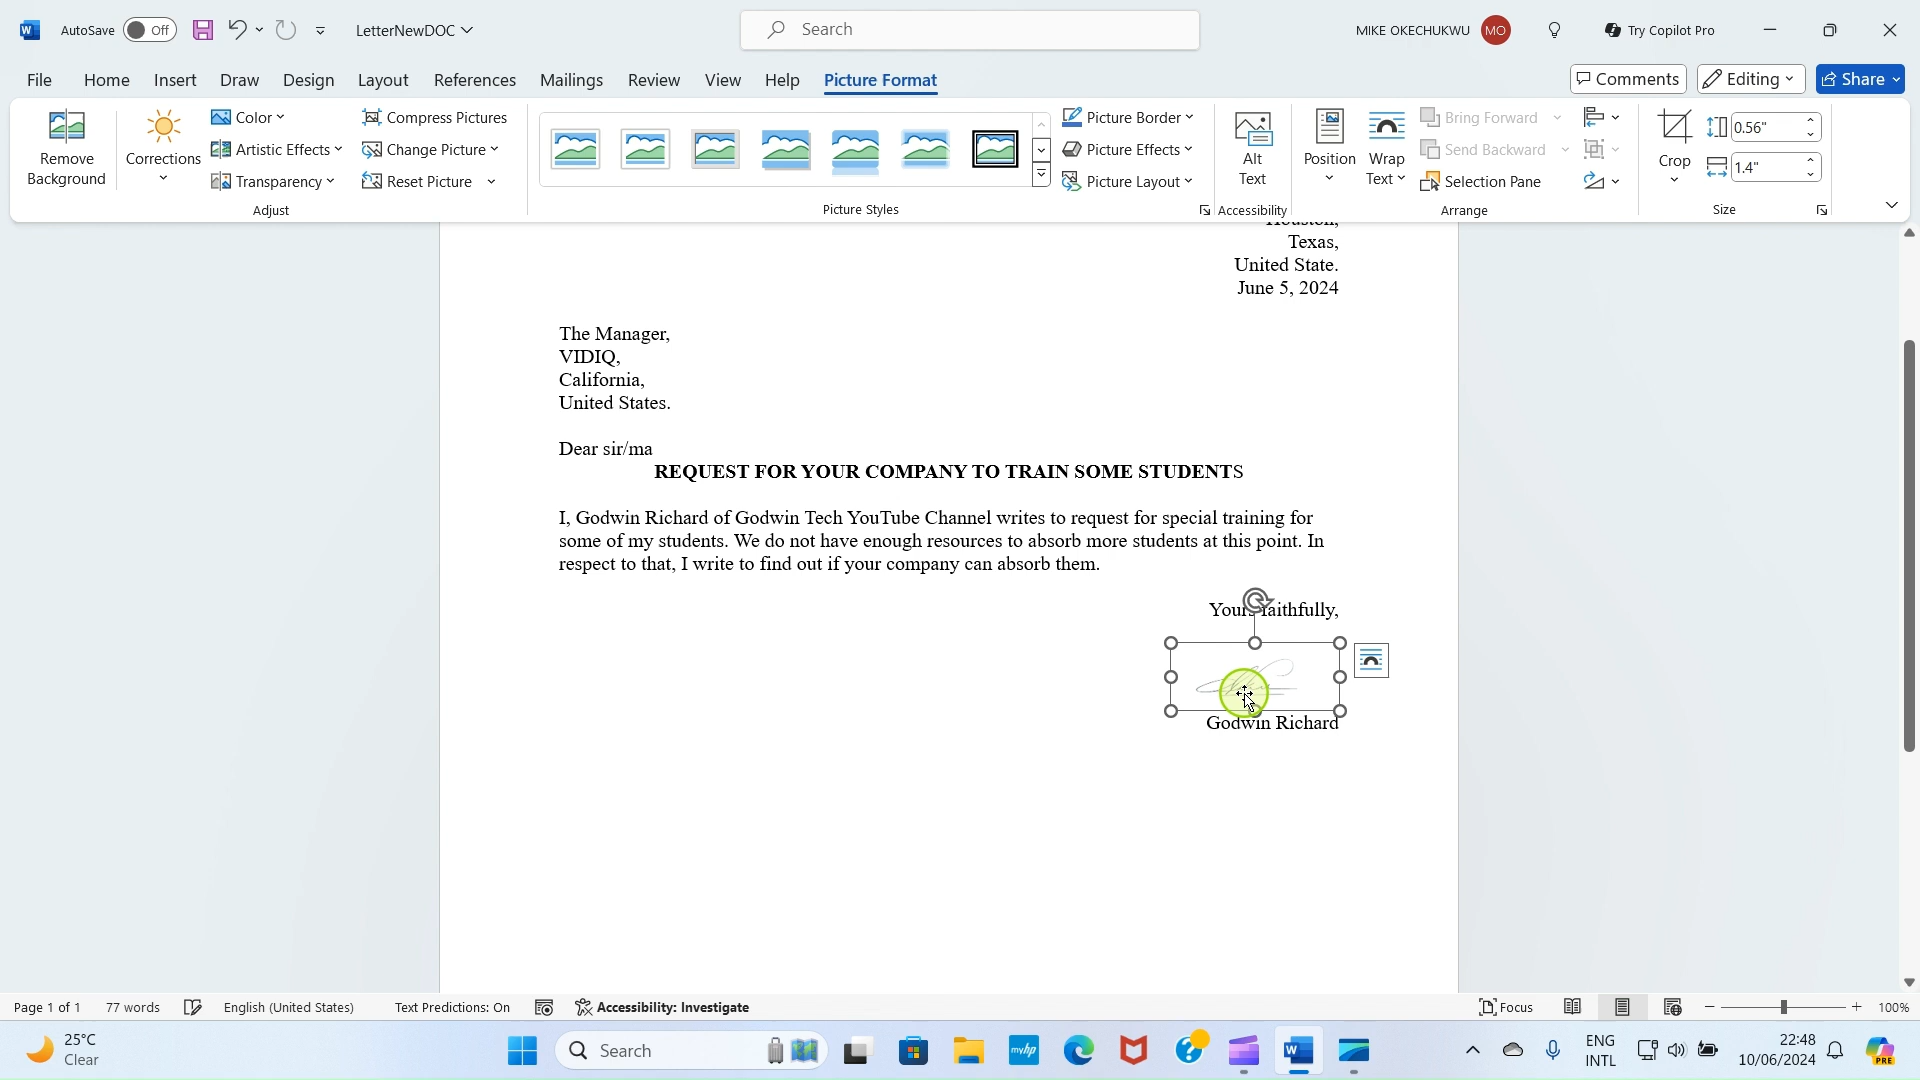 AutoSave Off LetterNewDOC Search MIKE OKECHUKWU MO Try Copilot Pro
File Home Insert Draw Design Layout References Mailings Review View Help Picture Format Comments Editing Share
Remove Background
Corrections
Color
Artistic Effects
Transparency
Compress Pictures
Change Picture
Reset Picture
Adjust
Picture Styles
Picture Border
Picture Effects
Picture Layout
Alt Text
Accessibility
Position
Wrap Text
Bring Forward
Send Backward
Selection Pane
Arrange
Crop
0.56"
1.4"
Size
Texas,
United State.
June 5, 2024
The Manager,
VIDIQ,
California,
United States.
Dear sir/ma
REQUEST FOR YOUR COMPANY TO TRAIN SOME STUDENTS
I, Godwin Richard of Godwin Tech YouTube Channel writes to request for special training for
some of my students. We do not have enough resources to absorb more students at this point. In
respect to that, I write to find out if your company can absorb them.
Yours faithfully,
Godwin Richard
Page 1 of 1 77 words English (United States) Text Predictions: On Accessibility: Investigate Focus 100%
25°C
Clear
Search
myhp
ENG
INTL
22:48
10/06/2024
PRE